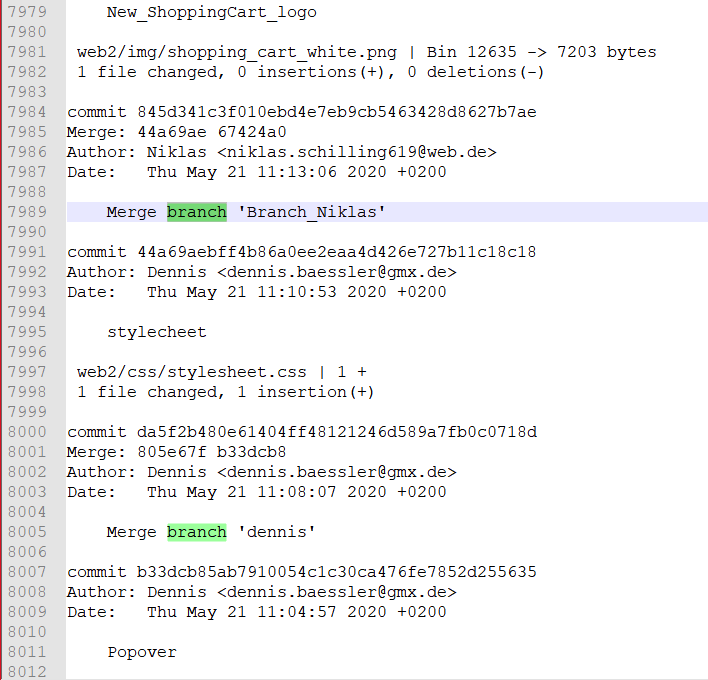 7979 New_ShoppingCart_logo
7980
7981 web2/img/shopping_cart_white.png | Bin 12635 -> 7203 bytes
7982 1 file changed, 0 insertions(+), 0 deletions(-)
7983
7984 commit 845d341c3f010ebd4e7eb9cb5463428d8627b7ae
7985 Merge: 44a69ae 67424a0
7986 Author: Niklas <niklas.schilling619@web.de>
7987 Date:   Thu May 21 11:13:06 2020 +0200
7988
7989 Merge branch 'Branch_Niklas'
7990
7991 commit 44a69aebff4b86a0ee2eaa4d426e727b11c18c18
7992 Author: Dennis <dennis.baessler@gmx.de>
7993 Date:   Thu May 21 11:10:53 2020 +0200
7994
7995 stylecheet
7996
7997 web2/css/stylesheet.css | 1 +
7998 1 file changed, 1 insertion(+)
7999
8000 commit da5f2b480e61404ff48121246d589a7fb0c0718d
8001 Merge: 805e67f b33dcb8
8002 Author: Dennis <dennis.baessler@gmx.de>
8003 Date:   Thu May 21 11:08:07 2020 +0200
8004
8005 Merge branch 'dennis'
8006
8007 commit b33dcb85ab7910054c1c30ca476fe7852d255635
8008 Author: Dennis <dennis.baessler@gmx.de>
8009 Date:   Thu May 21 11:04:57 2020 +0200
8010
8011 Popover
8012